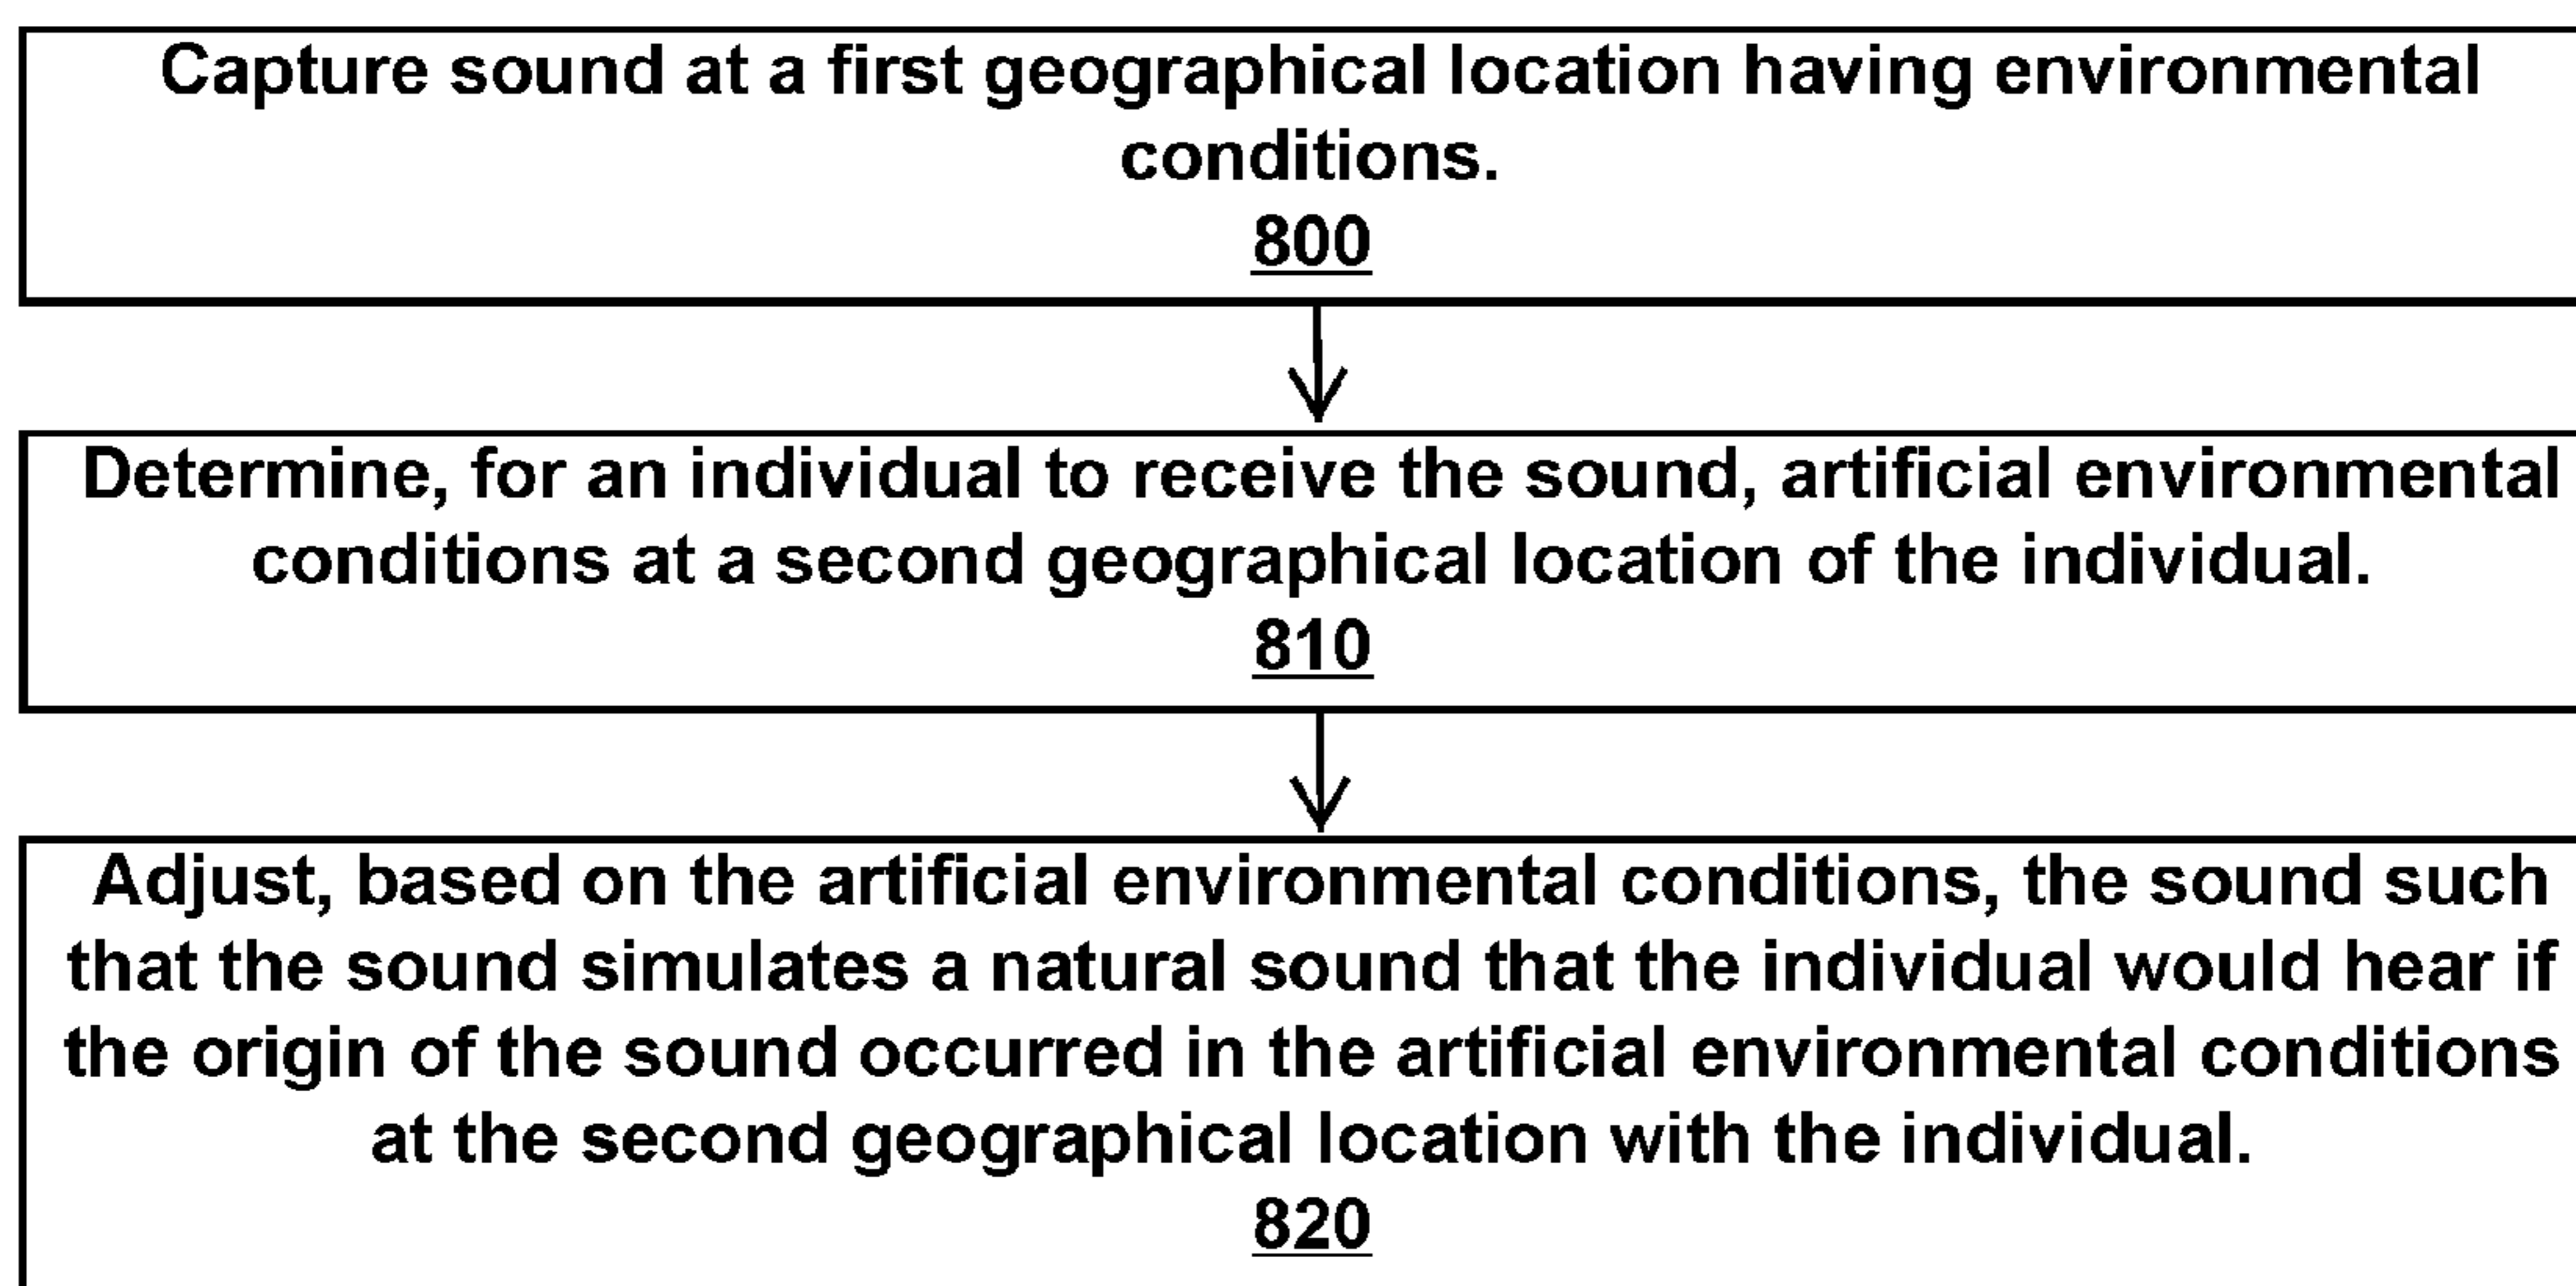 Capture sound at a first geographical location having environmental
conditions.
800
Determine, for an individual to receive the sound, artificial environmental
conditions at a second geographical location of the individual.
810
Adjust, based on the artificial environmental conditions, the sound such
that the sound simulates a natural sound that the individual would hear if
the origin of the sound occurred in the artificial environmental conditions
at the second geographical location with the individual.
820